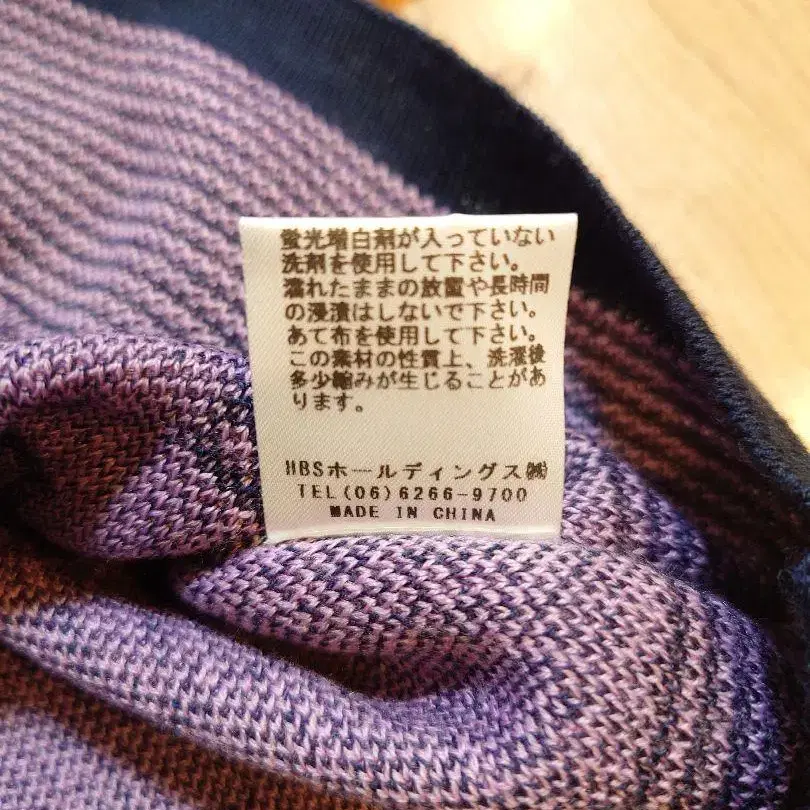 蛍光増白剤が入っていない
洗剤を使用して下さい。
濡れたままの放置や長時間
の浸漬はしないで下さい。
あて布を使用して下さい。
この素材の性質上、洗濯後
多少縮みが生じることがあ
ります。
HBSホールディングス㈱
TEL(06)6266-9700
MADE IN CHINA